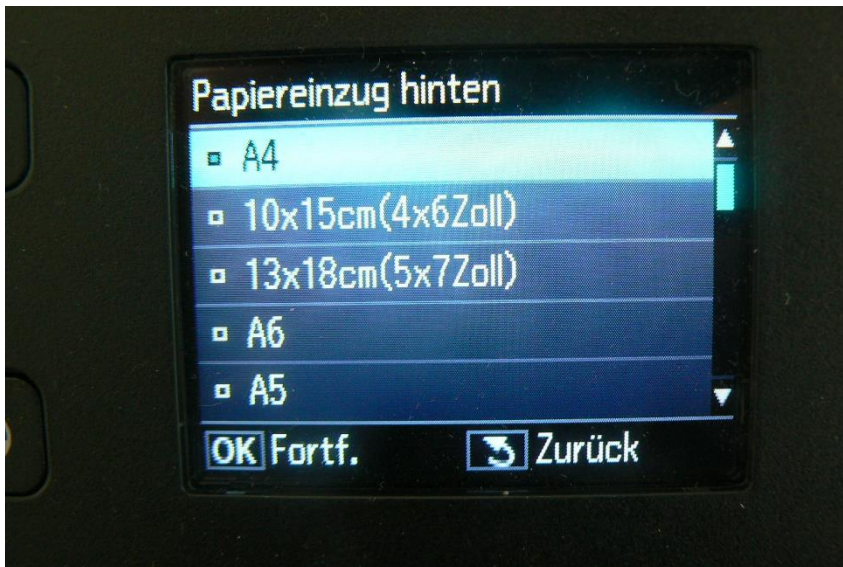 Papiereinzug hinten
A4
10x15cm(4x6Zoll)
13x18cm(5x7Zoll)
A6
A5
OK Fortf. Zurück